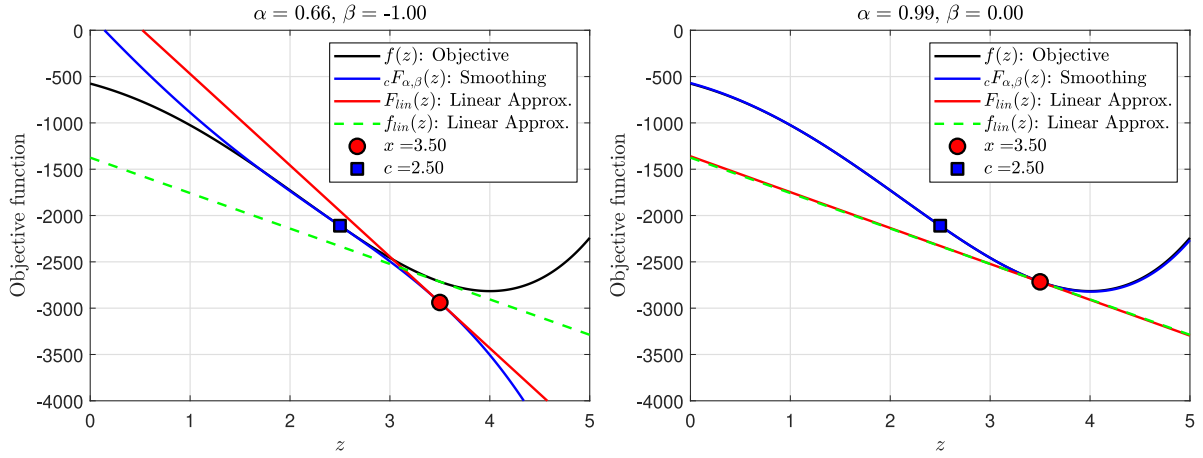 α = 0.66, β = -1.00
Objective function
0
-500
-1000
-1500
-2000
-2500
-3000
-3500
-4000
f(z): Objective
cFα,β(z): Smoothing
Flin(z): Linear Approx.
flin(z): Linear Approx.
x =3.50
c =2.50
0 1 2 3 4 5
z
α = 0.99, β = 0.00
Objective function
0
-500
-1000
-1500
-2000
-2500
-3000
-3500
-4000
f(z): Objective
cFα,β(z): Smoothing
Flin(z): Linear Approx.
flin(z): Linear Approx.
x =3.50
c =2.50
0 1 2 3 4 5
z